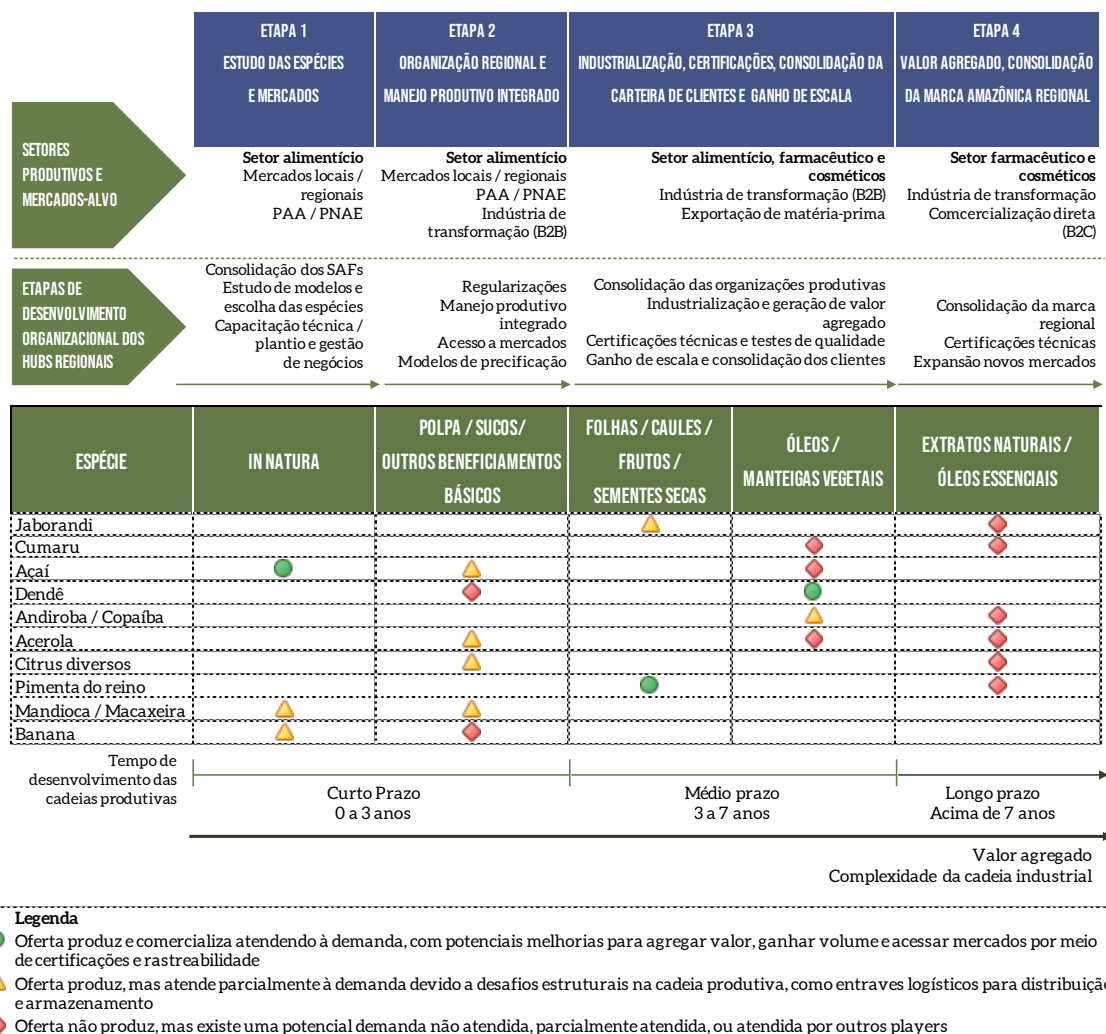 ETAPA 1
ESTUDO DAS ESPÉCIES
E MERCADOS
ETAPA 2
ORGANIZAÇÃO REGIONAL E
MANEJO PRODUTIVO INTEGRADO
ETAPA 3
INDUSTRIALIZAÇÃO, CERTIFICAÇÕES, CONSOLIDAÇÃO DA
CARTEIRA DE CLIENTES E GANHO DE ESCALA
ETAPA 4
VALOR AGREGADO, CONSOLIDAÇÃO
DA MARCA AMAZÔNICA REGIONAL
SETORES
PRODUTIVOS E
MERCADOS-ALVO
Setor alimentício
Mercados locais /
regionais
PAA / PNAE
Setor alimentício
Mercados locais / regionais
PAA / PNAE
Indústria de
transformação (B2B)
Setor alimentício, farmacêutico e
cosméticos
Indústria de transformação (B2B)
Exportação de matéria-prima
Setor farmacêutico e
cosméticos
Indústria de transformação
Comcercialização direta
(B2C)
ETAPAS DE
DESENVOLVIMENTO
ORGANIZACIONAL DOS
HUBS REGIONAIS
Consolidação dos SAFs
Estudo de modelos e
escolha das espécies
Capacitação técnica /
plantio e gestão
de negócios
Regularizações
Manejo produtivo
integrado
Acesso a mercados
Modelos de precificação
Consolidação das organizações produtivas
Industrialização e geração de valor
agregado
Certificações técnicas e testes de qualidade
Ganho de escala e consolidação dos clientes
Consolidação da marca
regional
Certificações técnicas
Expansão novos mercados
ESPÉCIE
IN NATURA
POLPA / SUCOS/
OUTROS BENEFICIAMENTOS
BÁSICOS
FOLHAS / CAULES /
FRUTOS /
SEMENTES SECAS
ÓLEOS /
MANTEIGAS VEGETAIS
EXTRATOS NATURAIS /
ÓLEOS ESSENCIAIS
Jaborandi
Cumaru
Açaí
Dendê
Andiroba / Copaíba
Acerola
Citrus diversos
Pimenta do reino
Mandioca / Macaxeira
Banana
Tempo de
desenvolvimento das
cadeias produtivas
Curto Prazo
0 a 3 anos
Médio prazo
3 a 7 anos
Longo prazo
Acima de 7 anos
Valor agregado
Complexidade da cadeia industrial
Legenda
Oferta produz e comercializa atendendo à demanda, com potenciais melhorias para agregar valor, ganhar volume e acessar mercados por meio
de certificações e rastreabilidade
Oferta produz, mas atende parcialmente à demanda devido a desafios estruturais na cadeia produtiva, como entraves logísticos para distribuição
e armazenamento
Oferta não produz, mas existe uma potencial demanda não atendida, parcialmente atendida, ou atendida por outros players